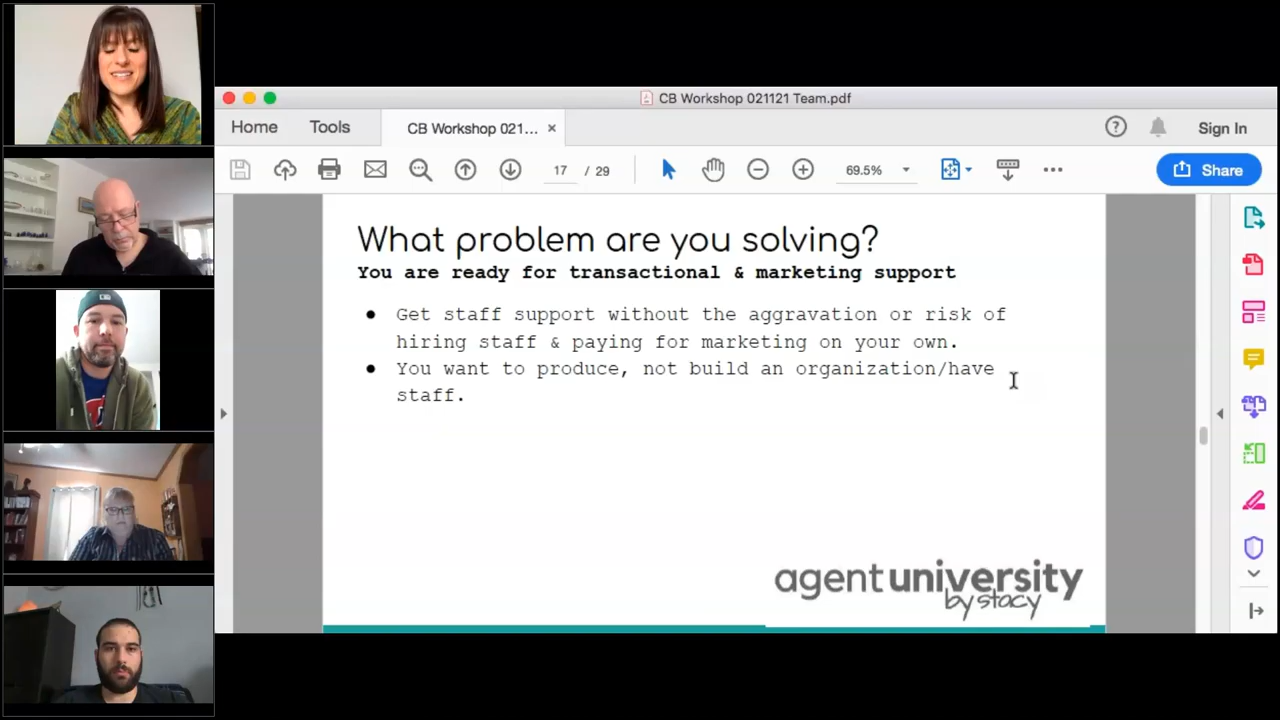 CB Workshop 021121 Team.pdf
Home
Tools
CB Workshop 021...
Sign In
17 / 29
69.5%
Share
What problem are you solving?
You are ready for transactional & marketing support
● Get staff support without the aggravation or risk of
hiring staff & paying for marketing on your own.
● You want to produce, not build an organization/have
staff.
agent university
by stacy